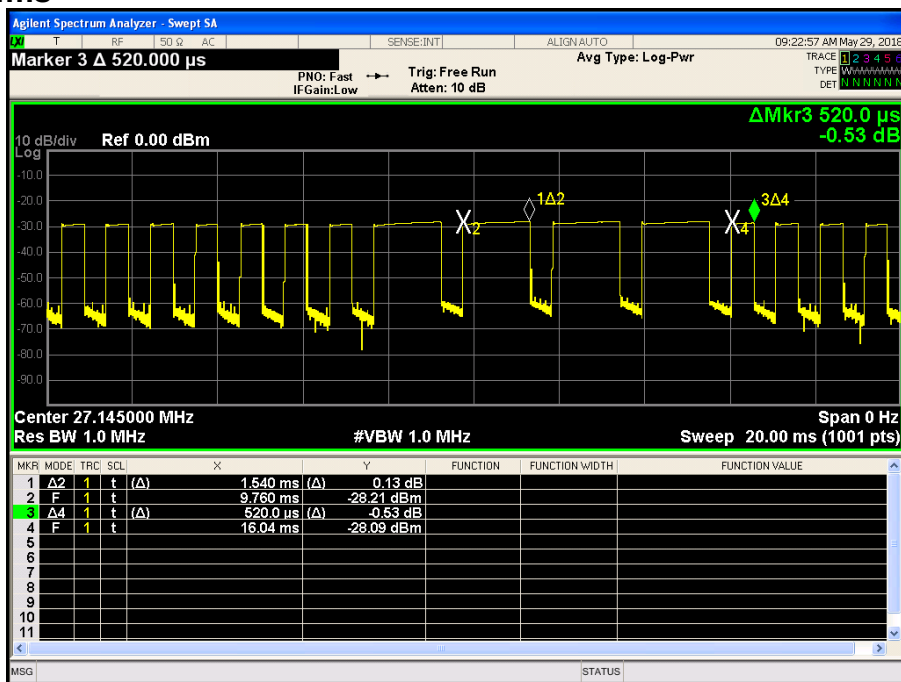 Agilent Spectrum Analyzer - Swept SA
LXI T RF 50 Ω AC SENSE:INT ALIGN AUTO 09:22:57 AM May 29, 2018
Marker 3 Δ 520.000 µs
PNO: Fast
IFGain:Low
Trig: Free Run
Atten: 10 dB
Avg Type: Log-Pwr
TRACE 1 2 3 4 5 6
TYPE
DET N N N N N N
ΔMkr3 520.0 µs
-0.53 dB
10 dB/div Ref 0.00 dBm
Log
-10.0
-20.0
-30.0
-40.0
-50.0
-60.0
-70.0
-80.0
-90.0
X2
1Δ2
X4
3Δ4
Center 27.145000 MHz Span 0 Hz
Res BW 1.0 MHz #VBW 1.0 MHz Sweep 20.00 ms (1001 pts)
MKR MODE TRC SCL X Y FUNCTION FUNCTION WIDTH FUNCTION VALUE
1 Δ2 1 t (Δ) 1.540 ms (Δ) 0.13 dB
2 F 1 t 9.760 ms -28.21 dBm
3 Δ4 1 t (Δ) 520.0 µs (Δ) -0.53 dB
4 F 1 t 16.04 ms -28.09 dBm
5
6
7
8
9
10
11
MSG STATUS